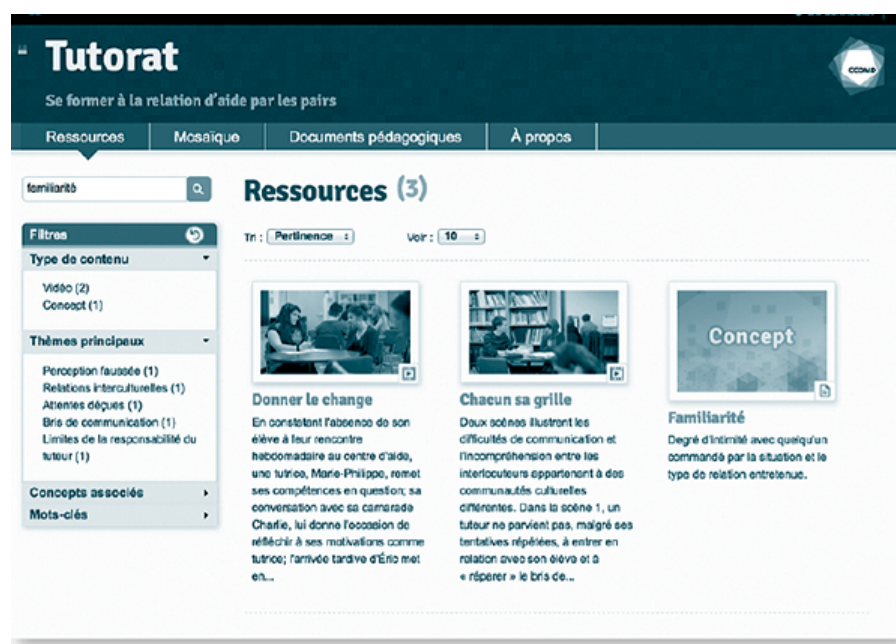 Tutorat
Se former à la relation d'aide par les pairs
CCDMD
Ressources
Mosaïque
Documents pédagogiques
À propos
familiarité
Ressources (3)
Filtres
Tri : Pertinence
Voir : 10
Type de contenu
Vidéo (2)
Concept (1)
Thèmes principaux
Perception faussée (1)
Relations interculturelles (1)
Attentes déçues (1)
Bris de communication (1)
Limites de la responsabilité du
tuteur (1)
Concepts associés
Mots-clés
Donner le change
En constatant l'absence de son
élève à leur rencontre
hebdomadaire au centre d'aide,
une tutrice, Marie-Philippe, remet
ses compétences en question; sa
conversation avec sa camarade
Charlie, lui donne l'occasion de
réfléchir à ses motivations comme
tutrice; l'arrivée tardive d'Éric met
en...
Chacun sa grille
Deux scènes illustrent les
difficultés de communication et
l'incompréhension entre les
interlocuteurs appartenant à des
communautés culturelles
différentes. Dans la scène 1, un
tuteur ne parvient pas, malgré ses
tentatives répétées, à entrer en
relation avec son élève et à
« réparer » le bris de...
Concept
Familiarité
Degré d'intimité avec quelqu'un
commandé par la situation et le
type de relation entretenue.